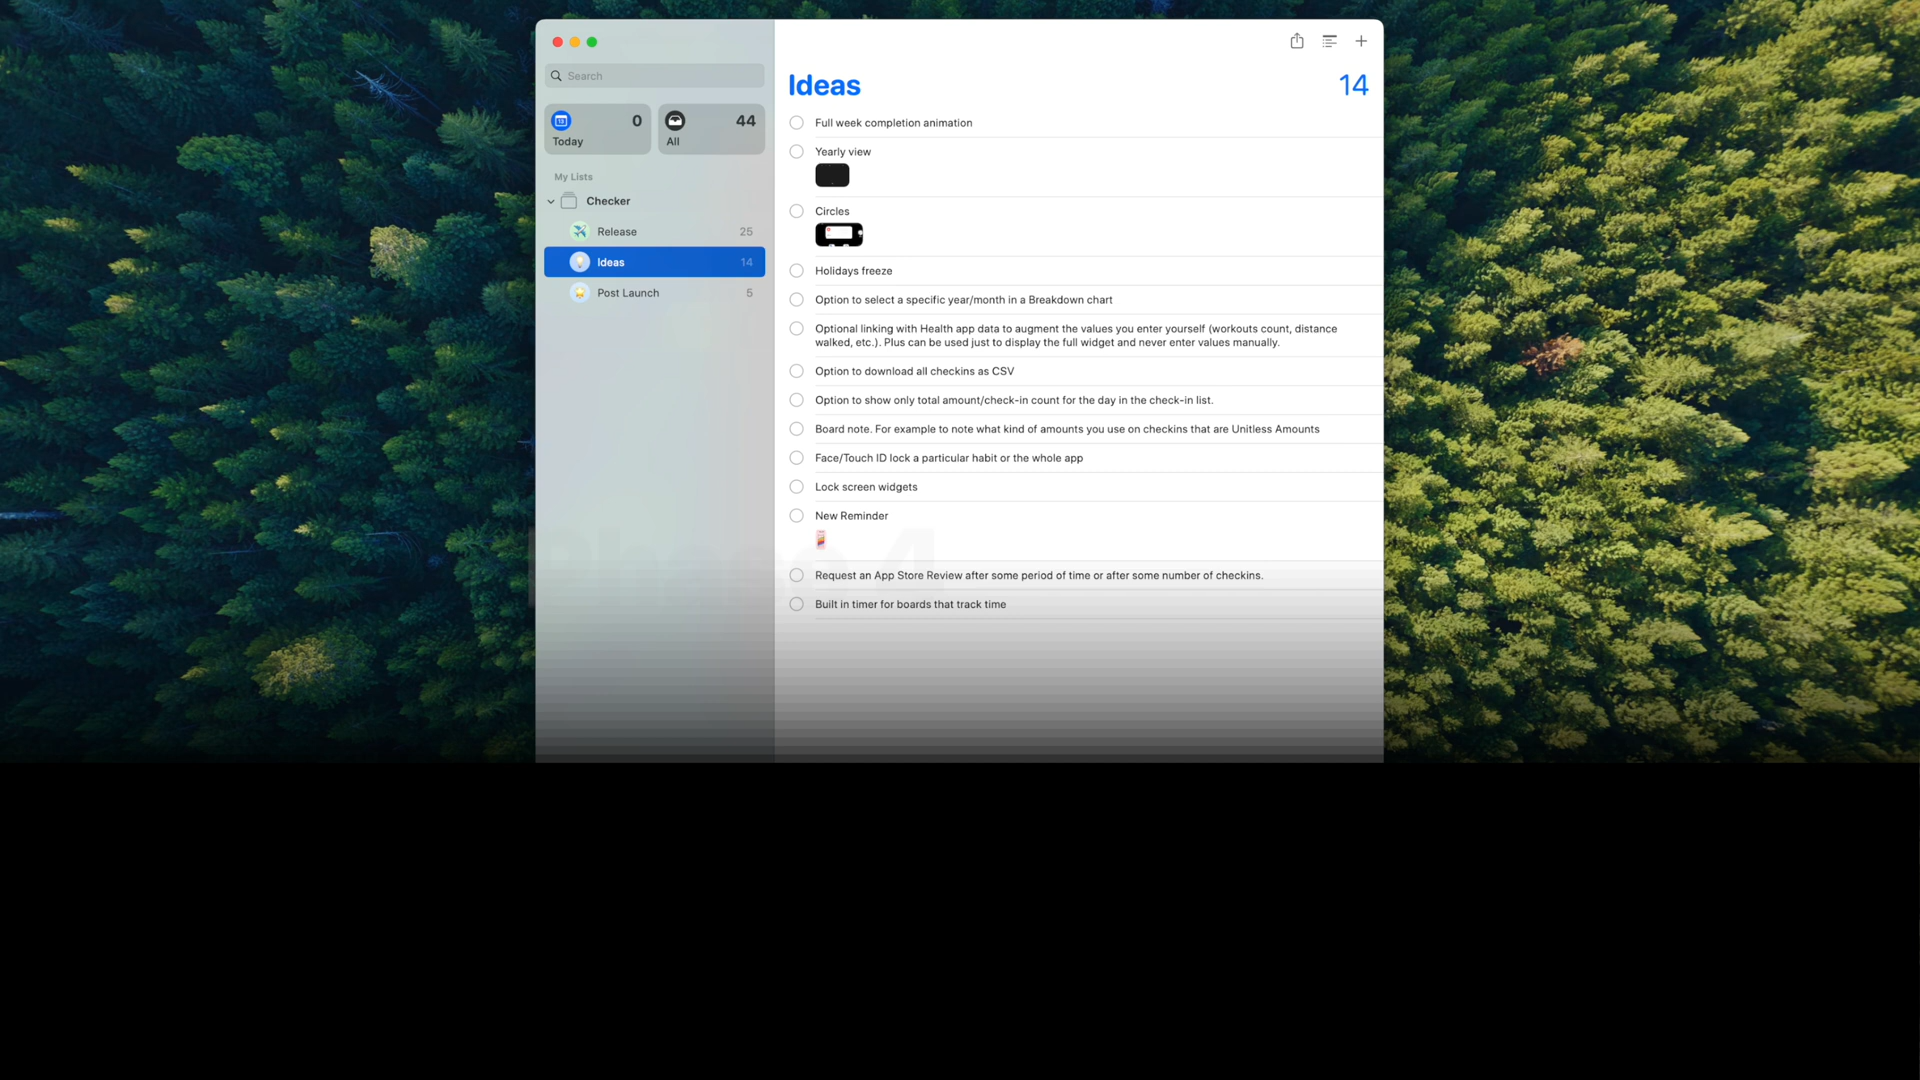 Search
0
Today
44
All
My Lists
Checker
Release 25
Ideas 14
Post Launch 5
Ideas 14
Full week completion animation
Yearly view
Circles
Holidays freeze
Option to select a specific year/month in a Breakdown chart
Optional linking with Health app data to augment the values you enter yourself (workouts count, distance
walked, etc.). Plus can be used just to display the full widget and never enter values manually.
Option to download all checkins as CSV
Option to show only total amount/check-in count for the day in the check-in list.
Board note. For example to note what kind of amounts you use on checkins that are Unitless Amounts
Face/Touch ID lock a particular habit or the whole app
Lock screen widgets
New Reminder
Phase 4
Request an App Store Review after some period of time or after some number of checkins.
Built in timer for boards that track time